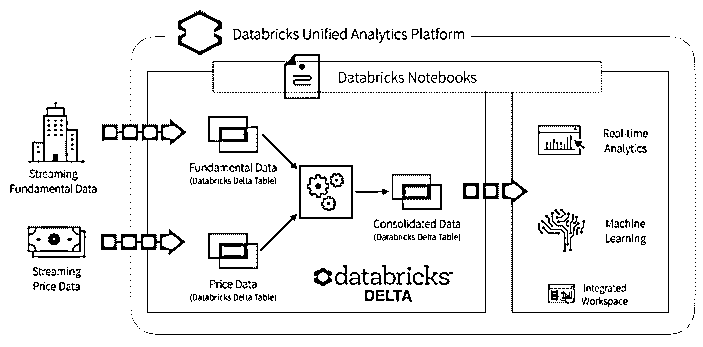 Databricks Unified Analytics Platform
Databricks Notebooks
Streaming
Fundamental Data
Fundamental Data
(Databricks Delta Table)
Streaming
Price Data
Price Data
(Databricks Delta Table)
Consolidated Data
(Databricks Delta Table)
databricks
DELTA
Real-time
Analytics
Machine
Learning
Integrated
Workspace